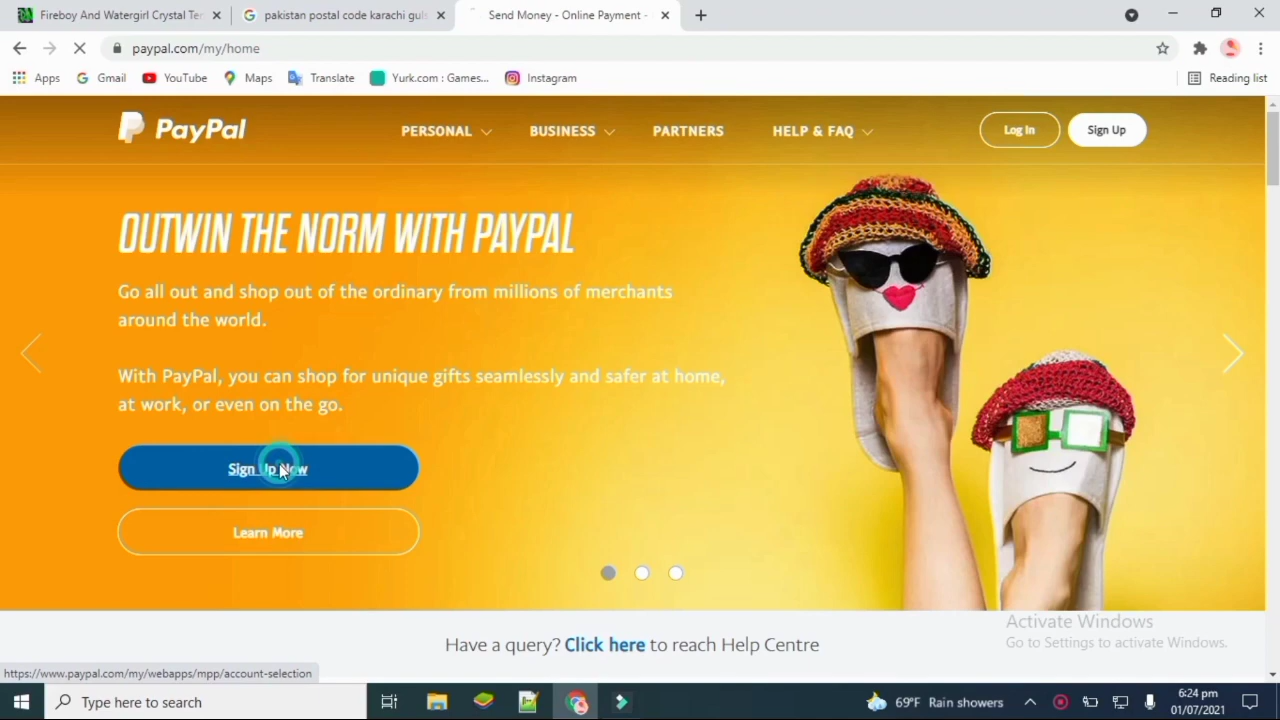 Fireboy And Watergirl Crystal Ter
pakistan postal code karachi guls
Send Money - Online Payment -
paypal.com/my/home
Apps
Gmail
YouTube
Maps
Translate
Yurk.com : Games...
Instagram
Reading list
PayPal
PERSONAL
BUSINESS
PARTNERS
HELP & FAQ
Log In
Sign Up
OUTWIN THE NORM WITH PAYPAL
Go all out and shop out of the ordinary from millions of merchants
around the world.
With PayPal, you can shop for unique gifts seamlessly and safer at home,
at work, or even on the go.
Sign Up Now
Learn More
Have a query? Click here to reach Help Centre
Activate Windows
Go to Settings to activate Windows.
https://www.paypal.com/my/webapps/mpp/account-selection
Type here to search
69°F Rain showers
6:24 pm
01/07/2021